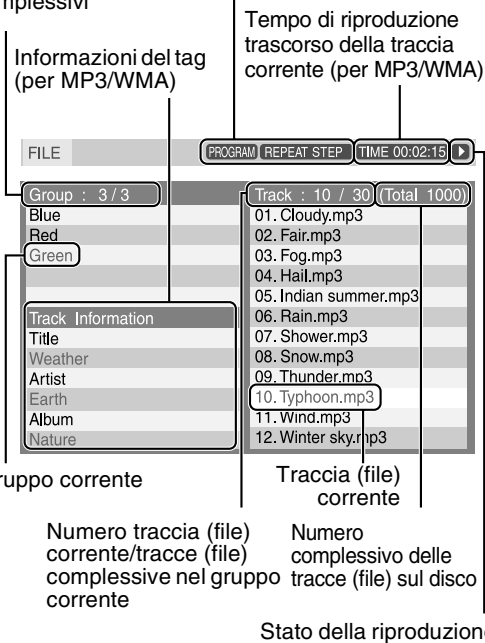 complessivi
Tempo di riproduzione
trascorso della traccia
corrente (per MP3/WMA)
Informazioni del tag
(per MP3/WMA)
FILE
PROGRAM REPEAT STEP TIME 00:02:15
Group : 3 / 3
Blue
Red
Green
Track Information
Title
Weather
Artist
Earth
Album
Nature
Track : 10 / 30 (Total 1000)
01. Cloudy.mp3
02. Fair.mp3
03. Fog.mp3
04. Hail.mp3
05. Indian summer.mp3
06. Rain.mp3
07. Shower.mp3
08. Snow.mp3
09. Thunder.mp3
10. Typhoon.mp3
11. Wind.mp3
12. Winter sky.mp3
ruppo corrente
Traccia (file)
corrente
Numero traccia (file)
corrente/tracce (file)
complessive nel gruppo
corrente
Numero
complessivo delle
tracce (file) sul disco
Stato della riproduzion